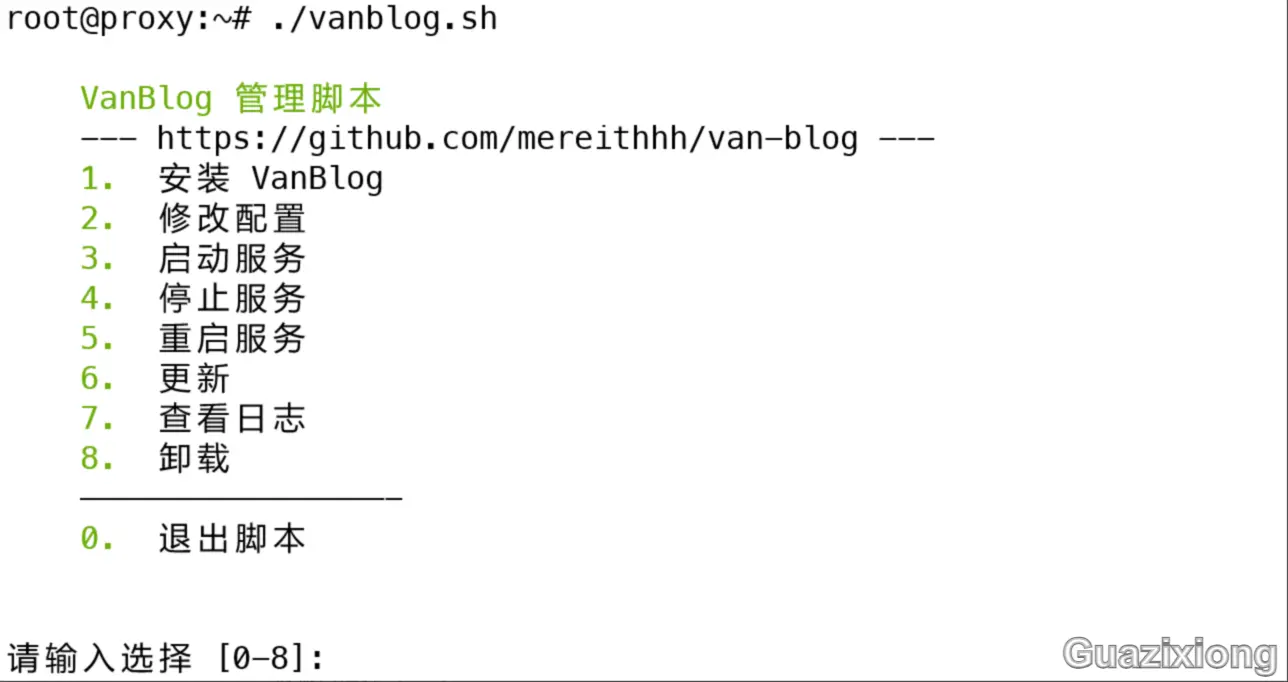 root@proxy:~# ./vanblog.sh
VanBlog 管理脚本
--- https://github.com/mereithhh/van-blog ---
1. 安装 VanBlog
2. 修改配置
3. 启动服务
4. 停止服务
5. 重启服务
6. 更新
7. 查看日志
8. 卸载
—————————————————-
0. 退出脚本
请输入选择 [0-8]:
Guazixiong